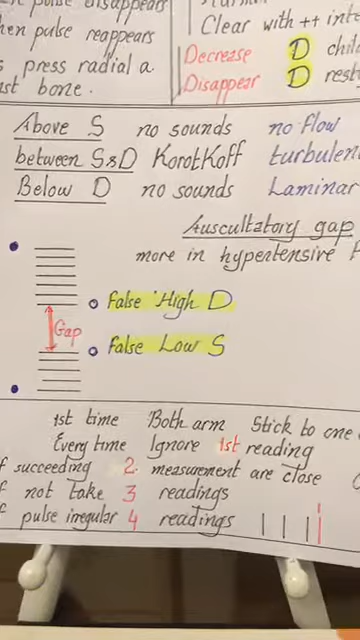 pulse disappears
when pulse reappears
press radial a
bone.
Clear with ++ inte
Decrease D chil
Disappear D rest
Above S no sounds no flow
between S&D Korotkoff turbulen
Below D no sounds Laminar
Auscultatory gap
more in hypertensive P
False High D
Gap
False Low S
1st time Both arm Stick to one
Every time Ignore 1st reading
If succeeding 2 measurement are close
If not take 3 readings
pulse irregular 4 readings